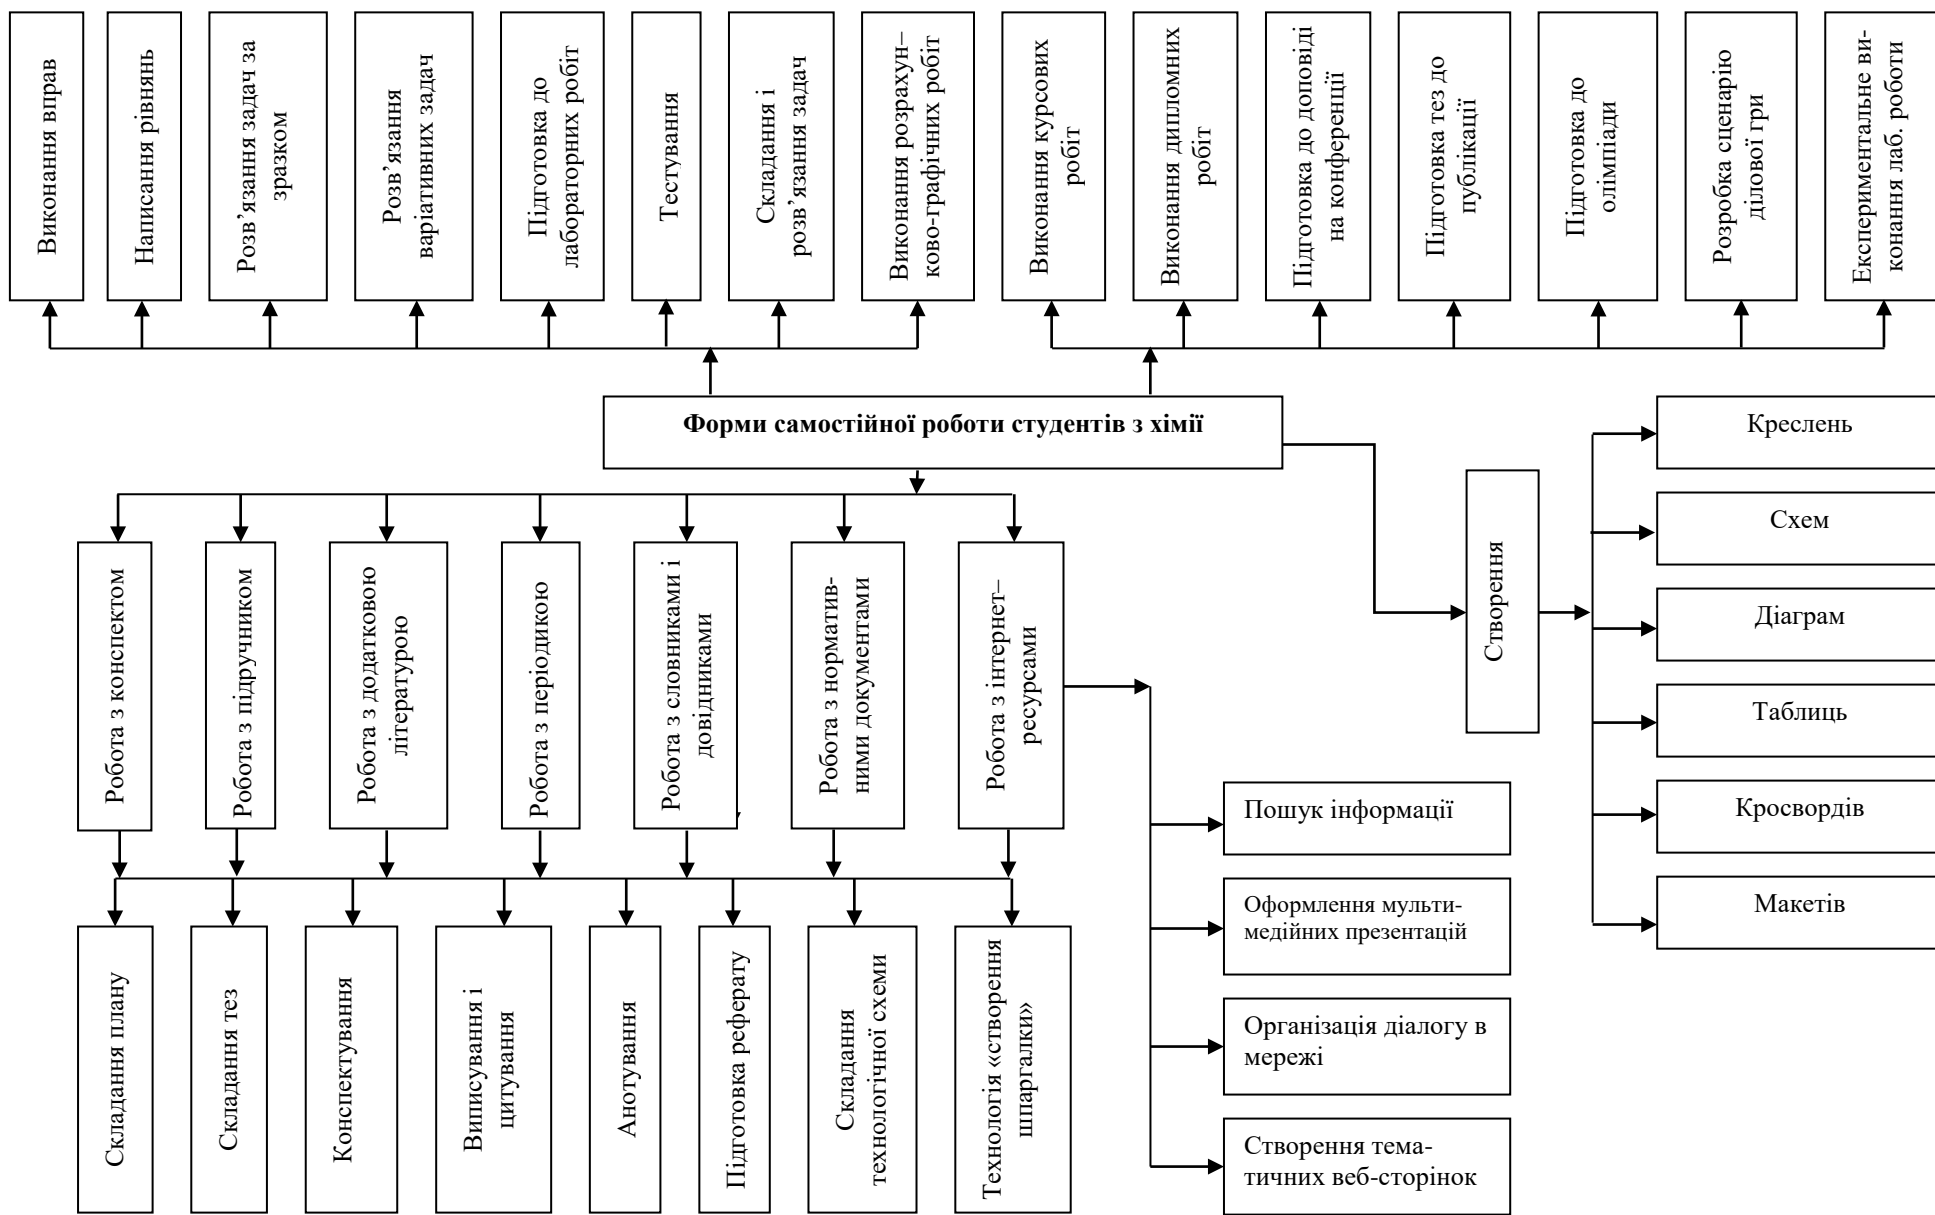 Виконання вправ
Написання рівнянь
Розв’язання задач за
зразком
Розв’язання
варіативних задач
Підготовка до
лабораторних робіт
Тестування
Складання і
розв’язання задач
Виконання розрахун–
ково-графічних робіт
Виконання курсових
робіт
Виконання дипломних
робіт
Підготовка до доповіді
на конференції
Підготовка тез до
публікації
Підготовка до
олімпіади
Розробка сценарію
ділової гри
Експериментальне ви-
конання лаб. роботи
Форми самостійної роботи студентів з хімії
Створення
Креслень
Схем
Діаграм
Таблиць
Кросвордів
Макетів
Робота з конспектом
Робота з підручником
Робота з додатковою
літературою
Робота з періодикою
Робота з словниками і
довідниками
Робота з норматив-
ними документами
Робота з інтернет–
ресурсами
Пошук інформації
Оформлення мульти-
медійних презентацій
Організація діалогу в
мережі
Створення тема-
тичних веб-сторінок
Складання плану
Складання тез
Конспектування
Виписування і
цитування
Анотування
Підготовка реферату
Складання
технологічної схеми
Технологія «створення
шпаргалки»